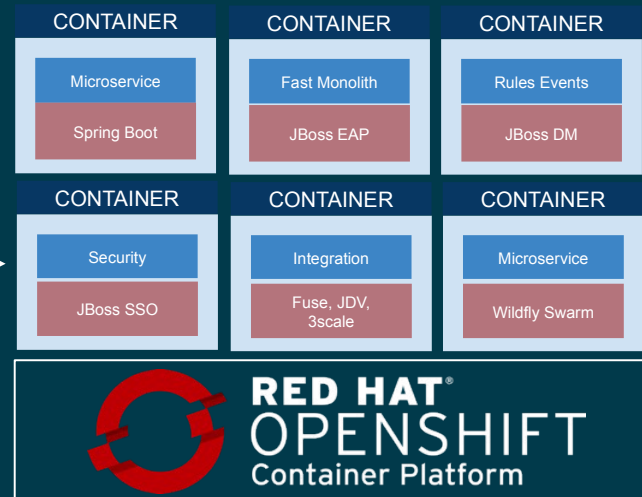 CONTAINER
Microservice
Spring Boot
CONTAINER
Fast Monolith
JBoss EAP
CONTAINER
Rules Events
JBoss DM
CONTAINER
Security
JBoss SSO
CONTAINER
Integration
Fuse, JDV,
3scale
CONTAINER
Microservice
Wildfly Swarm
RED HAT®
OPENSHIFT
Container Platform